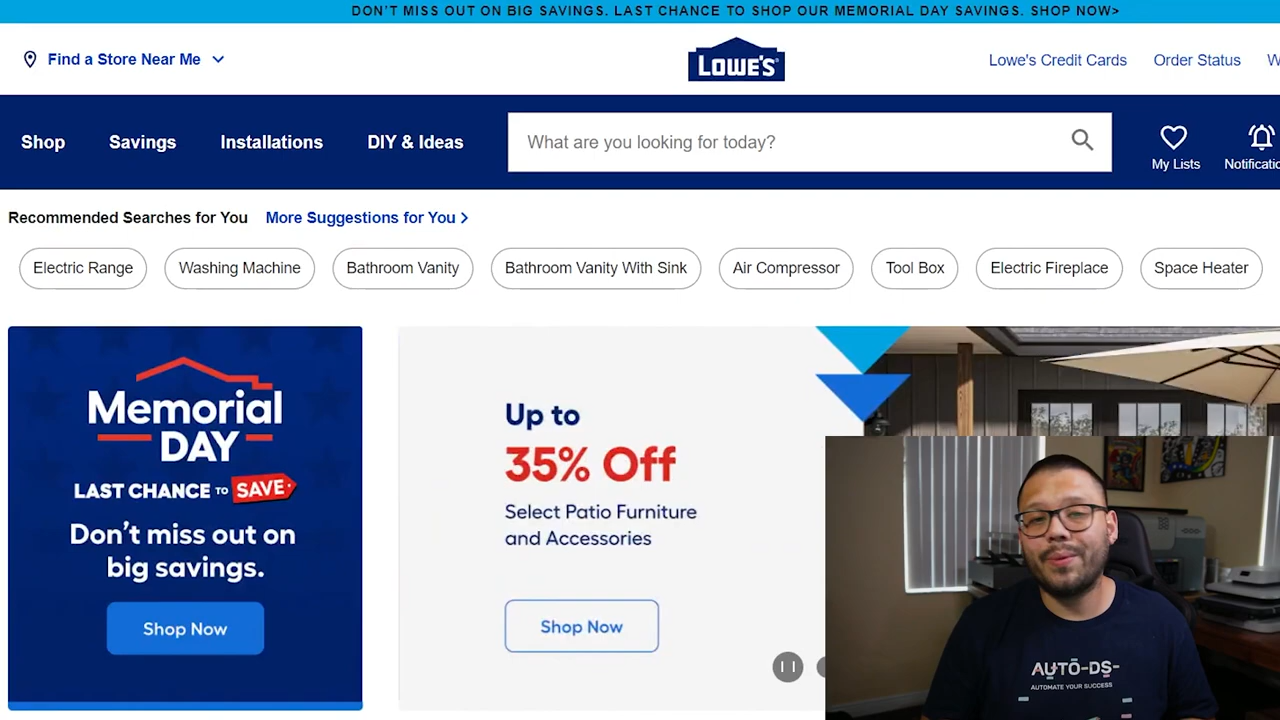 DON'T MISS OUT ON BIG SAVINGS. LAST CHANCE TO SHOP OUR MEMORIAL DAY SAVINGS. SHOP NOW>
Find a Store Near Me
LOWE'S
Lowe's Credit Cards
Order Status
W
Shop
Savings
Installations
DIY & Ideas
What are you looking for today?
My Lists
Notificatio
Recommended Searches for You
More Suggestions for You >
Electric Range
Washing Machine
Bathroom Vanity
Bathroom Vanity With Sink
Air Compressor
Tool Box
Electric Fireplace
Space Heater
Memorial
DAY
LAST CHANCE TO SAVE
Don't miss out on
big savings.
Shop Now
Up to
35% Off
Select Patio Furniture
and Accessories
Shop Now
AUTO-DS-
AUTOMATE YOUR SUCCESS